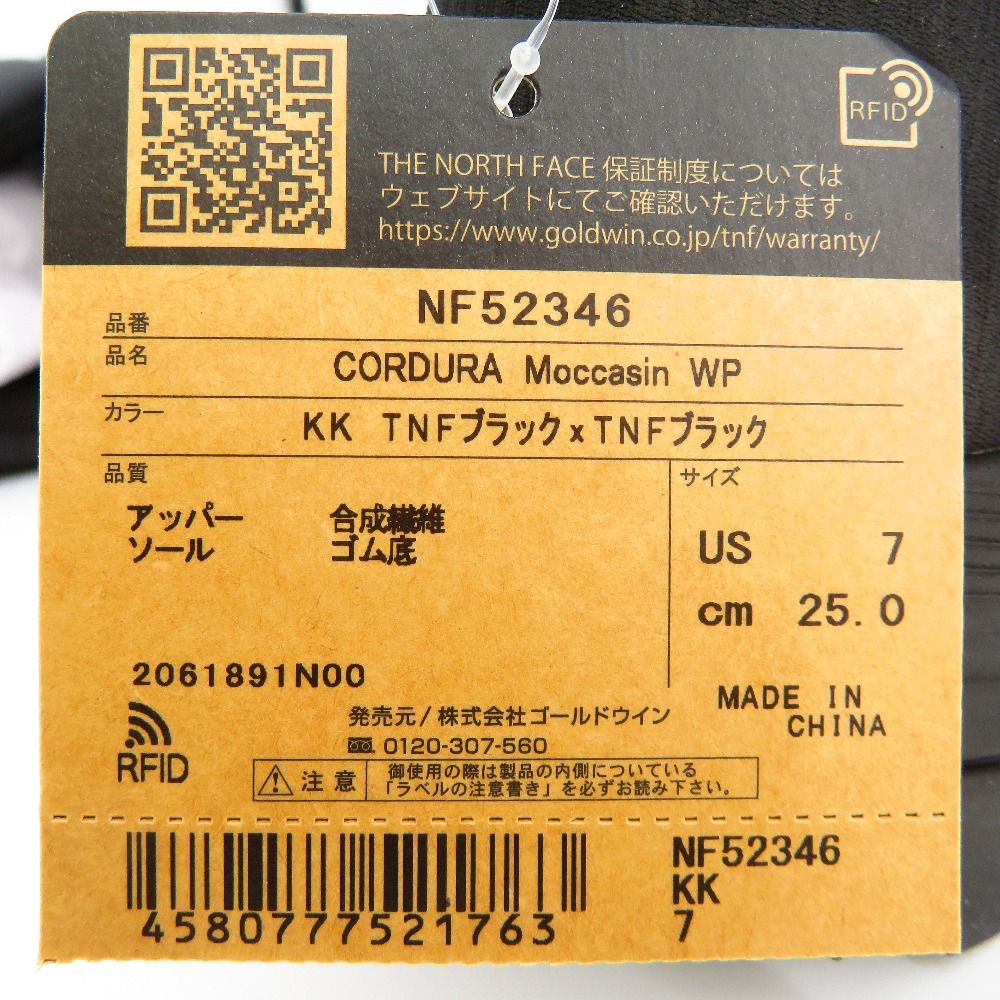 RFID
THE NORTH FACE 保証制度については
ウェブサイトにてご確認いただけます。
https://www.goldwin.co.jp/tnf/warranty/
品番 NF52346
品名 CORDURA Moccasin WP
カラー KK TNFブラックxTNFブラック
品質
アッパー 合成繊維
ソール ゴム底
サイズ
US 7
cm 25.0
2061891N00
MADE IN
CHINA
RFID
発売元/株式会社ゴールドウイン
0120-307-560
注意
御使用の際は製品の内側についている
「ラベルの注意書き」を必ずお読み下さい。
4580777521763
NF52346
KK
7